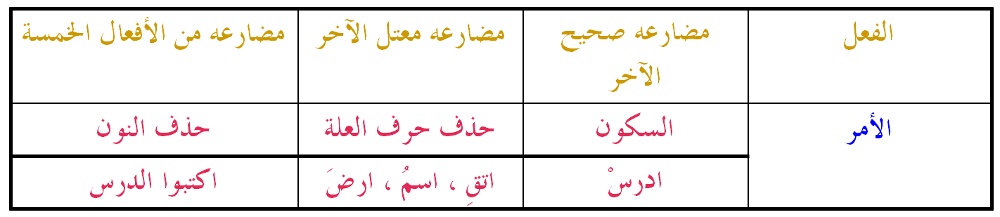 الفعل
مضارعه صحيح
الآخر
مضارعه معتل الآخر
مضارعه من الأفعال الخمسة
الأمر
السكون
حذف حرف العلة
حذف النون
ادرسْ
اتقِ ، اسمُ ، ارضَ
اكتبوا الدرس